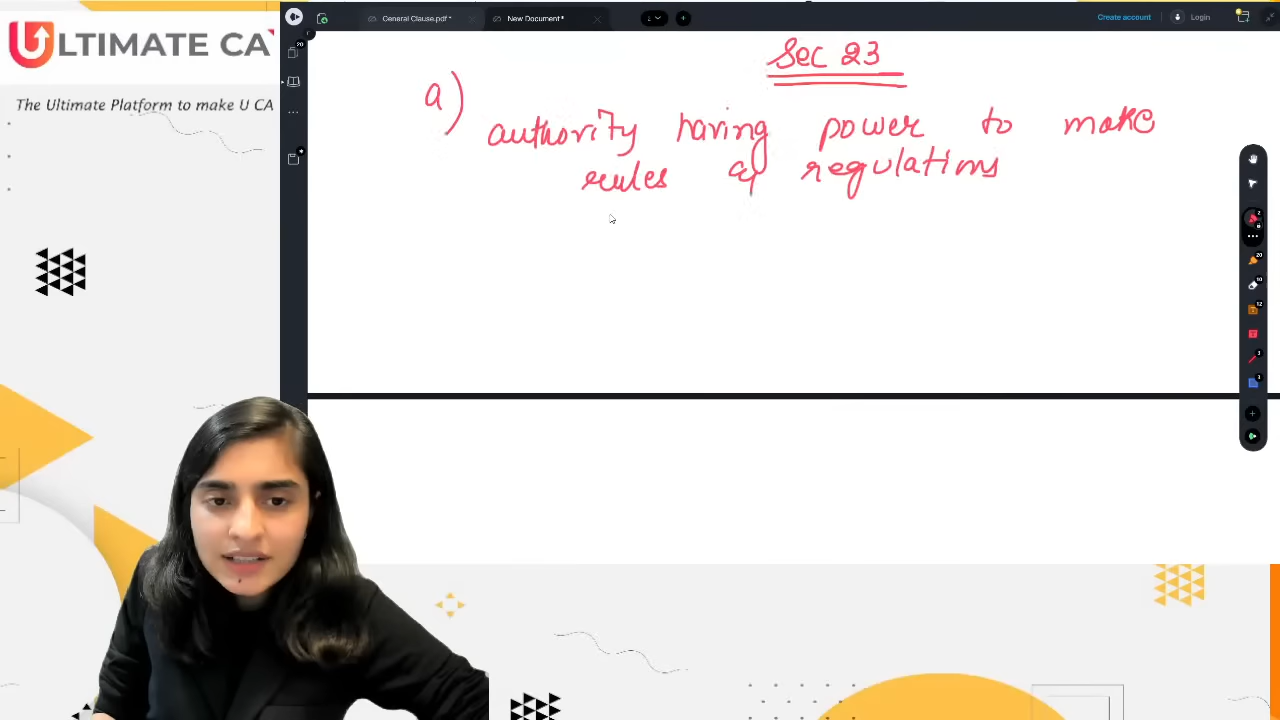 ULTIMATE CA
The Ultimate Platform to make U CA
General Clause.pdf*
New Document*
1
Create account
Login
Sec 23
a)
authority having power to make
rules & regulations